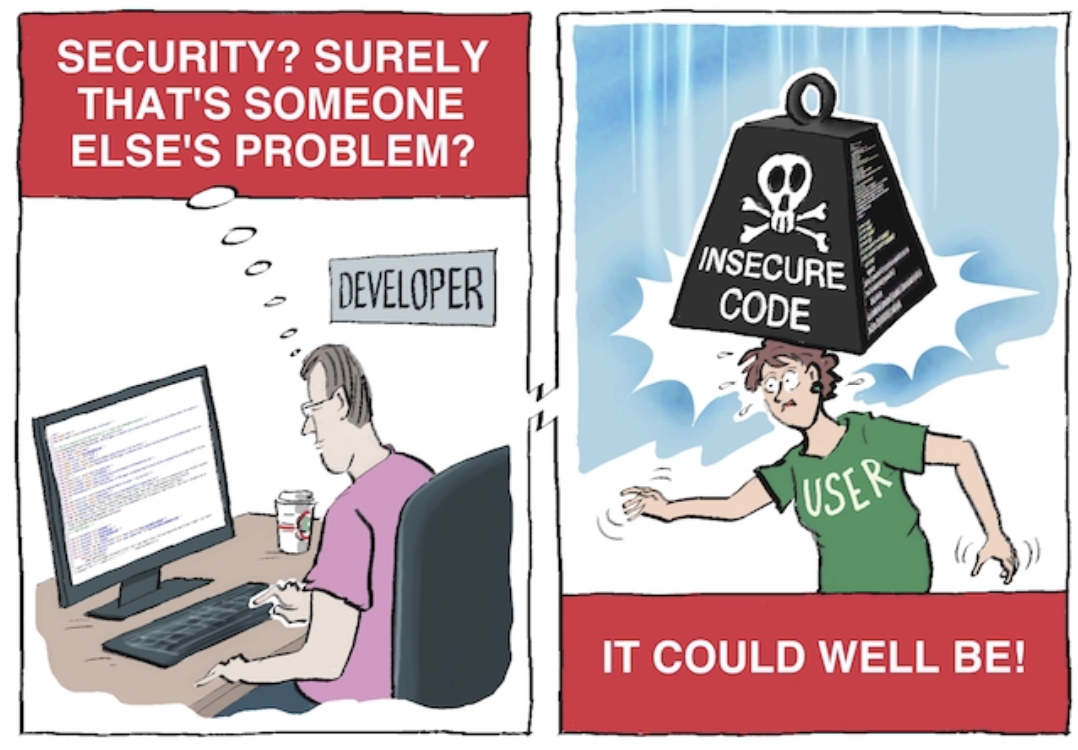 SECURITY? SURELY
THAT'S SOMEONE
ELSE'S PROBLEM?
DEVELOPER
INSECURE
CODE
USER
IT COULD WELL BE!